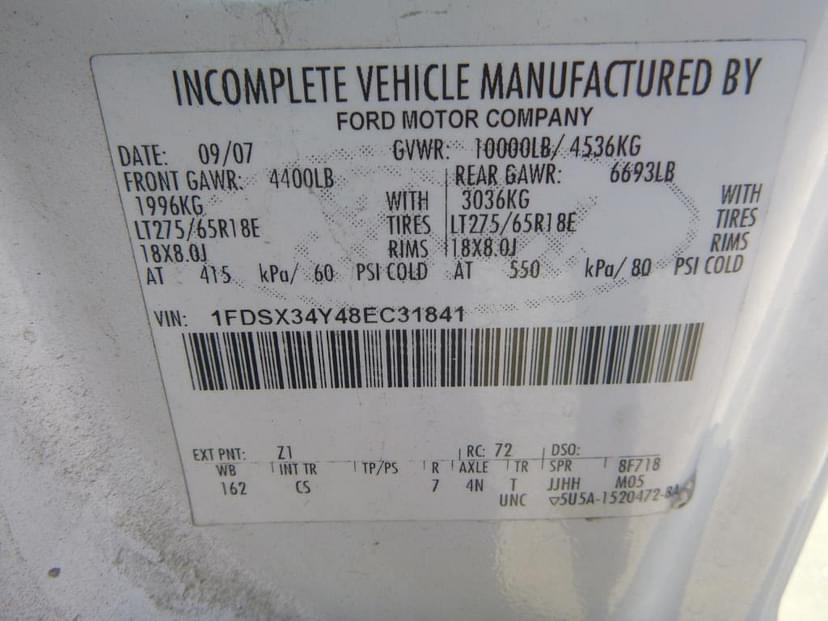 INCOMPLETE VEHICLE MANUFACTURED BY
FORD MOTOR COMPANY
DATE: 09/07 GVWR: 10000LB/ 4536KG
FRONT GAWR: 4400LB REAR GAWR: 6693LB
1996KG WITH 3036KG WITH
LT275/65R18E TIRES LT275/65R18E TIRES
18X8.0J RIMS 18X8.0J RIMS
AT 415 kPa/ 60 PSI COLD AT 550 kPa/ 80 PSI COLD
VIN: 1FDSX34Y48EC31841
EXT PNT: Z1 RC: 72 DSO:
WB INT TR TP/PS R AXLE TR SPR 8F718
162 CS 7 4N T JJHH M05
UNC ▽5U5A-1520472-BA